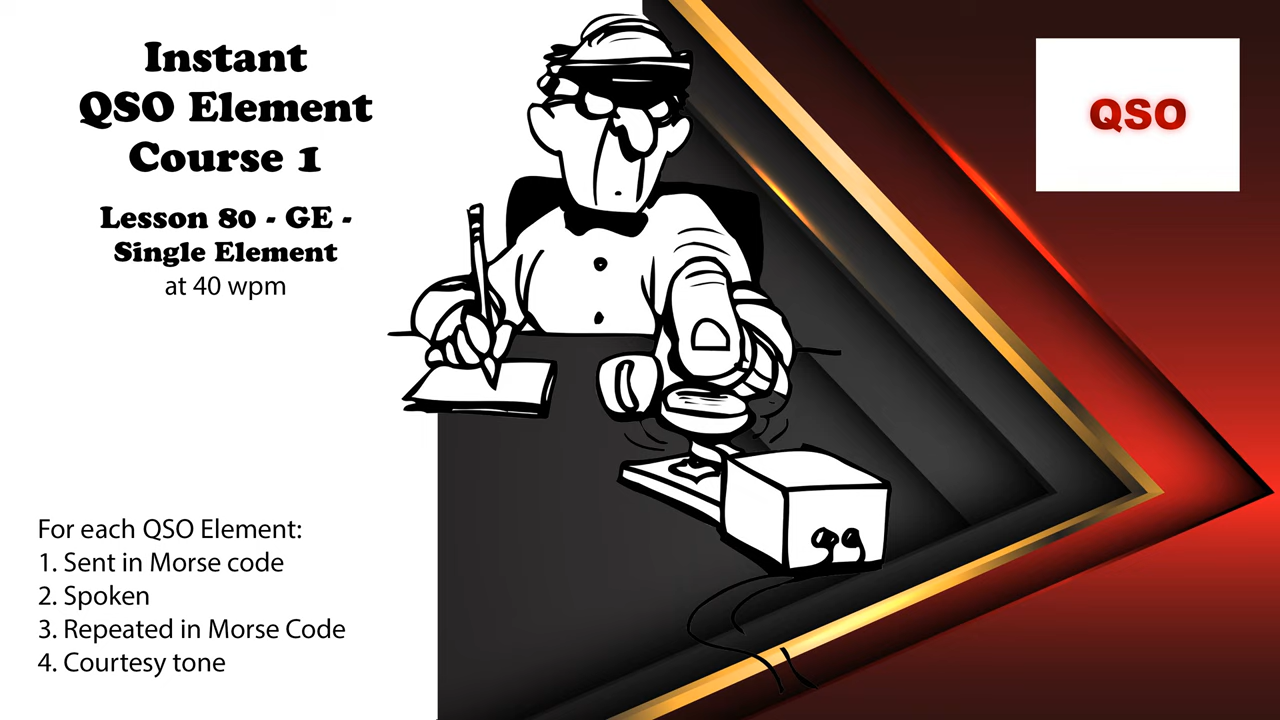 Instant
QSO Element
Course 1
Lesson 80 - GE -
Single Element
at 40 wpm
QSO
For each QSO Element:
1. Sent in Morse code
2. Spoken
3. Repeated in Morse Code
4. Courtesy tone